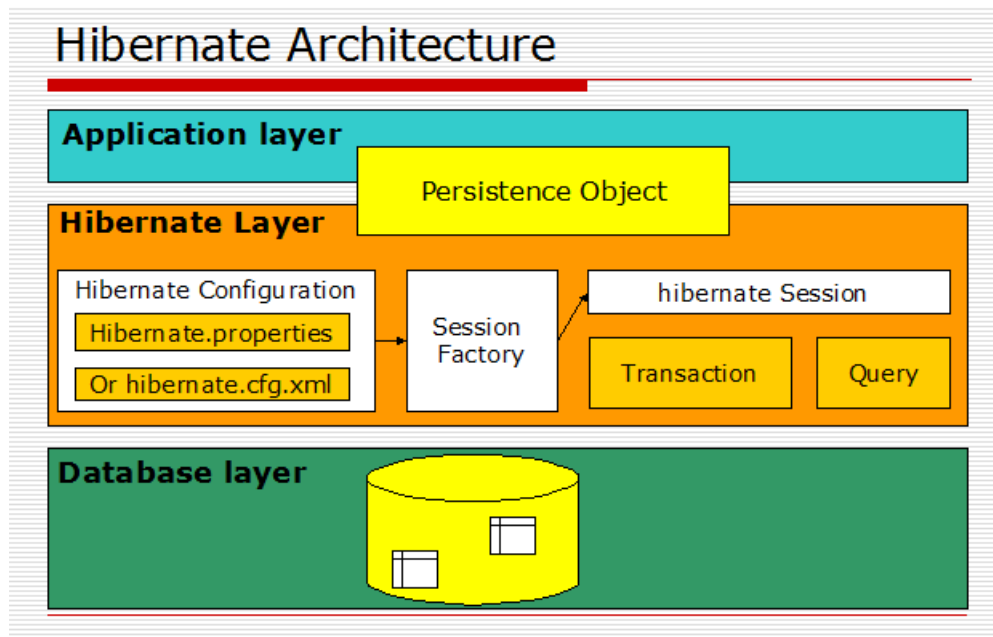 Hibernate Architecture
Application layer
Persistence Object
Hibernate Layer
Hibernate Configuration
Hibernate.properties
Or hibernate.cfg.xml
Session
Factory
hibernate Session
Transaction
Query
Database layer